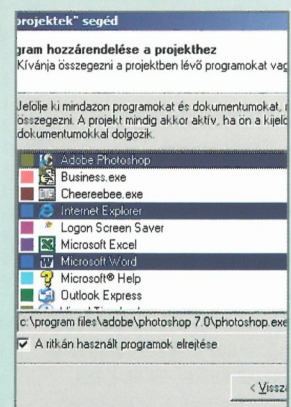 projektek" segéd
gram hozzárendelése a projekthez
Kívánja összegezni a projektben lévő programokat vag
Jelölje ki mindazon programokat és dokumentumokat,
összegezni. A projekt mindig akkor aktív, ha ön a kijelö
dokumentumokkal dolgozik.
Adobe Photoshop
Business.exe
Cheereebee.exe
Internet Explorer
Logon Screen Saver
Microsoft Excel
Microsoft Word
Microsoft® Help
Outlook Express
c:\program files\adobe\photoshop 7.0\photoshop.exe
A ritkán használt programok elrejtése
< Vissza